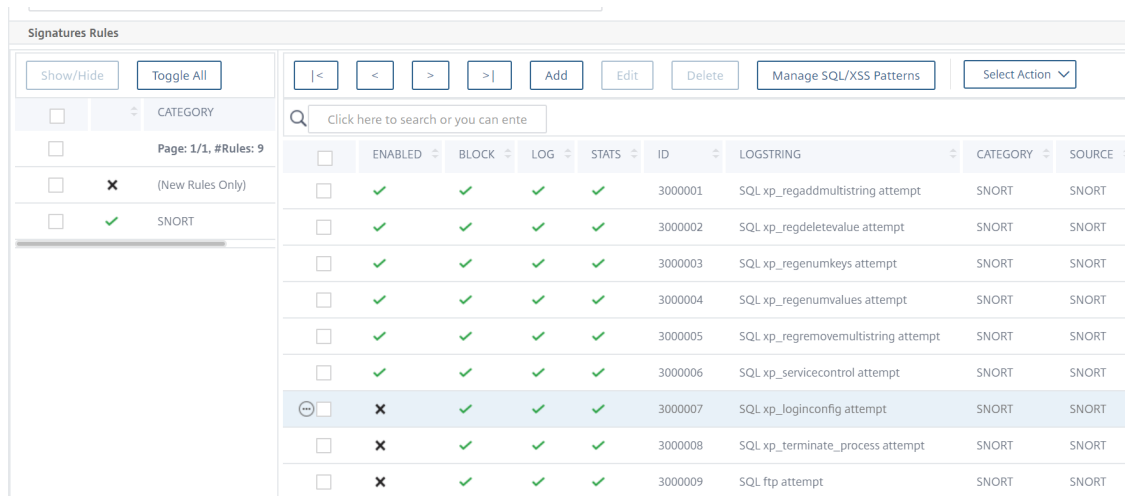 Signatures Rules
Show/Hide Toggle All |< < > >| Add Edit Delete Manage SQL/XSS Patterns Select Action
CATEGORY
Page: 1/1, #Rules: 9
(New Rules Only)
SNORT
Click here to search or you can ente
ENABLED BLOCK LOG STATS ID LOGSTRING CATEGORY SOURCE
3000001 SQL xp_regaddmultistring attempt SNORT SNORT
3000002 SQL xp_regdeletevalue attempt SNORT SNORT
3000003 SQL xp_regenumkeys attempt SNORT SNORT
3000004 SQL xp_regenumvalues attempt SNORT SNORT
3000005 SQL xp_regremovemultistring attempt SNORT SNORT
3000006 SQL xp_servicecontrol attempt SNORT SNORT
3000007 SQL xp_loginconfig attempt SNORT SNORT
3000008 SQL xp_terminate_process attempt SNORT SNORT
3000009 SQL ftp attempt SNORT SNORT